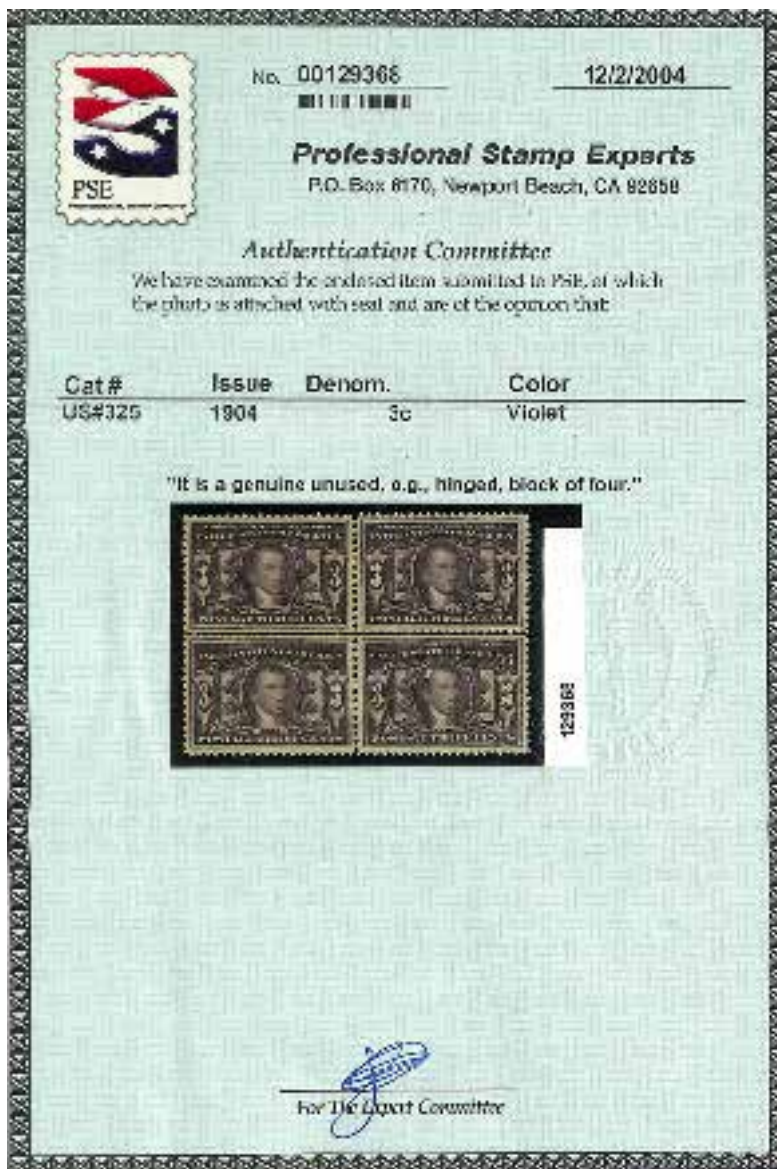 PSE
No. 00129368 12/2/2004
Professional Stamp Experts
P.O. Box 6170, Newport Beach, CA 92658
Authentication Committee
We have examined the enclosed item submitted to PSE, of which
the photo is attached with seal and are of the opinion that:
Cat# Issue Denom. Color
US#325 1904 3c Violet
"It is a genuine unused, o.g., hinged, block of four."
129368
For The Expert Committee